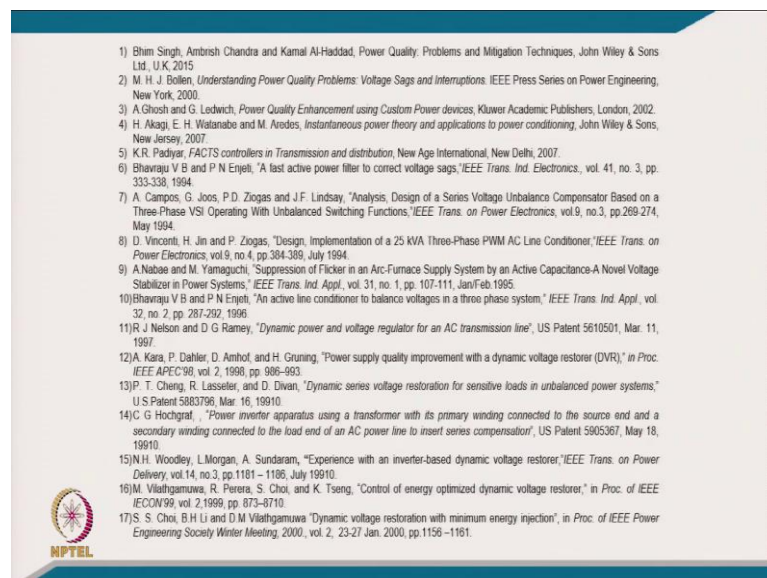 1) Bhim Singh, Ambrish Chandra and Kamal Al-Haddad, Power Quality: Problems and Mitigation Techniques, John Wiley & Sons
Ltd., U.K, 2015
2) M. H. J. Bollen, Understanding Power Quality Problems: Voltage Sags and Interruptions. IEEE Press Series on Power Engineering,
New York, 2000.
3) A.Ghosh and G. Ledwich, Power Quality Enhancement using Custom Power devices, Kluwer Academic Publishers, London, 2002.
4) H. Akagi, E. H. Watanabe and M. Aredes, Instantaneous power theory and applications to power conditioning, John Wiley & Sons,
New Jersey, 2007.
5) K.R. Padiyar, FACTS controllers in Transmission and distribution, New Age International, New Delhi, 2007.
6) Bhavraju V B and P N Enjeti, "A fast active power filter to correct voltage sags,"IEEE Trans. Ind. Electronics., vol. 41, no. 3, pp.
333-338, 1994.
7) A. Campos, G. Joos, P.D. Ziogas and J.F. Lindsay, "Analysis, Design of a Series Voltage Unbalance Compensator Based on a
Three-Phase VSI Operating With Unbalanced Switching Functions,"IEEE Trans. on Power Electronics, vol.9, no.3, pp.269-274,
May 1994.
8) D. Vincenti, H. Jin and P. Ziogas, "Design, Implementation of a 25 kVA Three-Phase PWM AC Line Conditioner,"IEEE Trans. on
Power Electronics, vol.9, no.4, pp.384-389, July 1994.
9) A.Nabae and M. Yamaguchi, "Suppression of Flicker in an Arc-Furnace Supply System by an Active Capacitance-A Novel Voltage
Stabilizer in Power Systems," IEEE Trans. Ind. Appl., vol. 31, no. 1, pp. 107-111, Jan/Feb.1995.
10)Bhavraju V B and P N Enjeti, "An active line conditioner to balance voltages in a three phase system," IEEE Trans. Ind. Appl., vol.
32, no. 2, pp. 287-292, 1996.
11)R J Nelson and D G Ramey, "Dynamic power and voltage regulator for an AC transmission line", US Patent 5610501, Mar. 11,
1997.
12)A. Kara, P. Dahler, D. Amhof, and H. Gruning, "Power supply quality improvement with a dynamic voltage restorer (DVR)," in Proc.
IEEE APEC'98, vol. 2, 1998, pp. 986–993.
13)P. T. Cheng, R. Lasseter, and D. Divan, "Dynamic series voltage restoration for sensitive loads in unbalanced power systems,"
U.S.Patent 5883796, Mar. 16, 19910.
14)C G Hochgraf, , "Power inverter apparatus using a transformer with its primary winding connected to the source end and a
secondary winding connected to the load end of an AC power line to insert series compensation", US Patent 5905367, May 18,
19910.
15)N.H. Woodley, L.Morgan, A. Sundaram, "Experience with an inverter-based dynamic voltage restorer,"IEEE Trans. on Power
Delivery, vol.14, no.3, pp.1181 – 1186, July 19910.
16)M. Vilathgamuwa, R. Perera, S. Choi, and K. Tseng, "Control of energy optimized dynamic voltage restorer," in Proc. of IEEE
IECON'99, vol. 2,1999, pp. 873–8710.
17)S. S. Choi, B.H Li and D.M Vilathgamuwa "Dynamic voltage restoration with minimum energy injection", in Proc. of IEEE Power
Engineering Society Winter Meeting, 2000., vol. 2, 23-27 Jan. 2000, pp.1156 –1161.
NPTEL